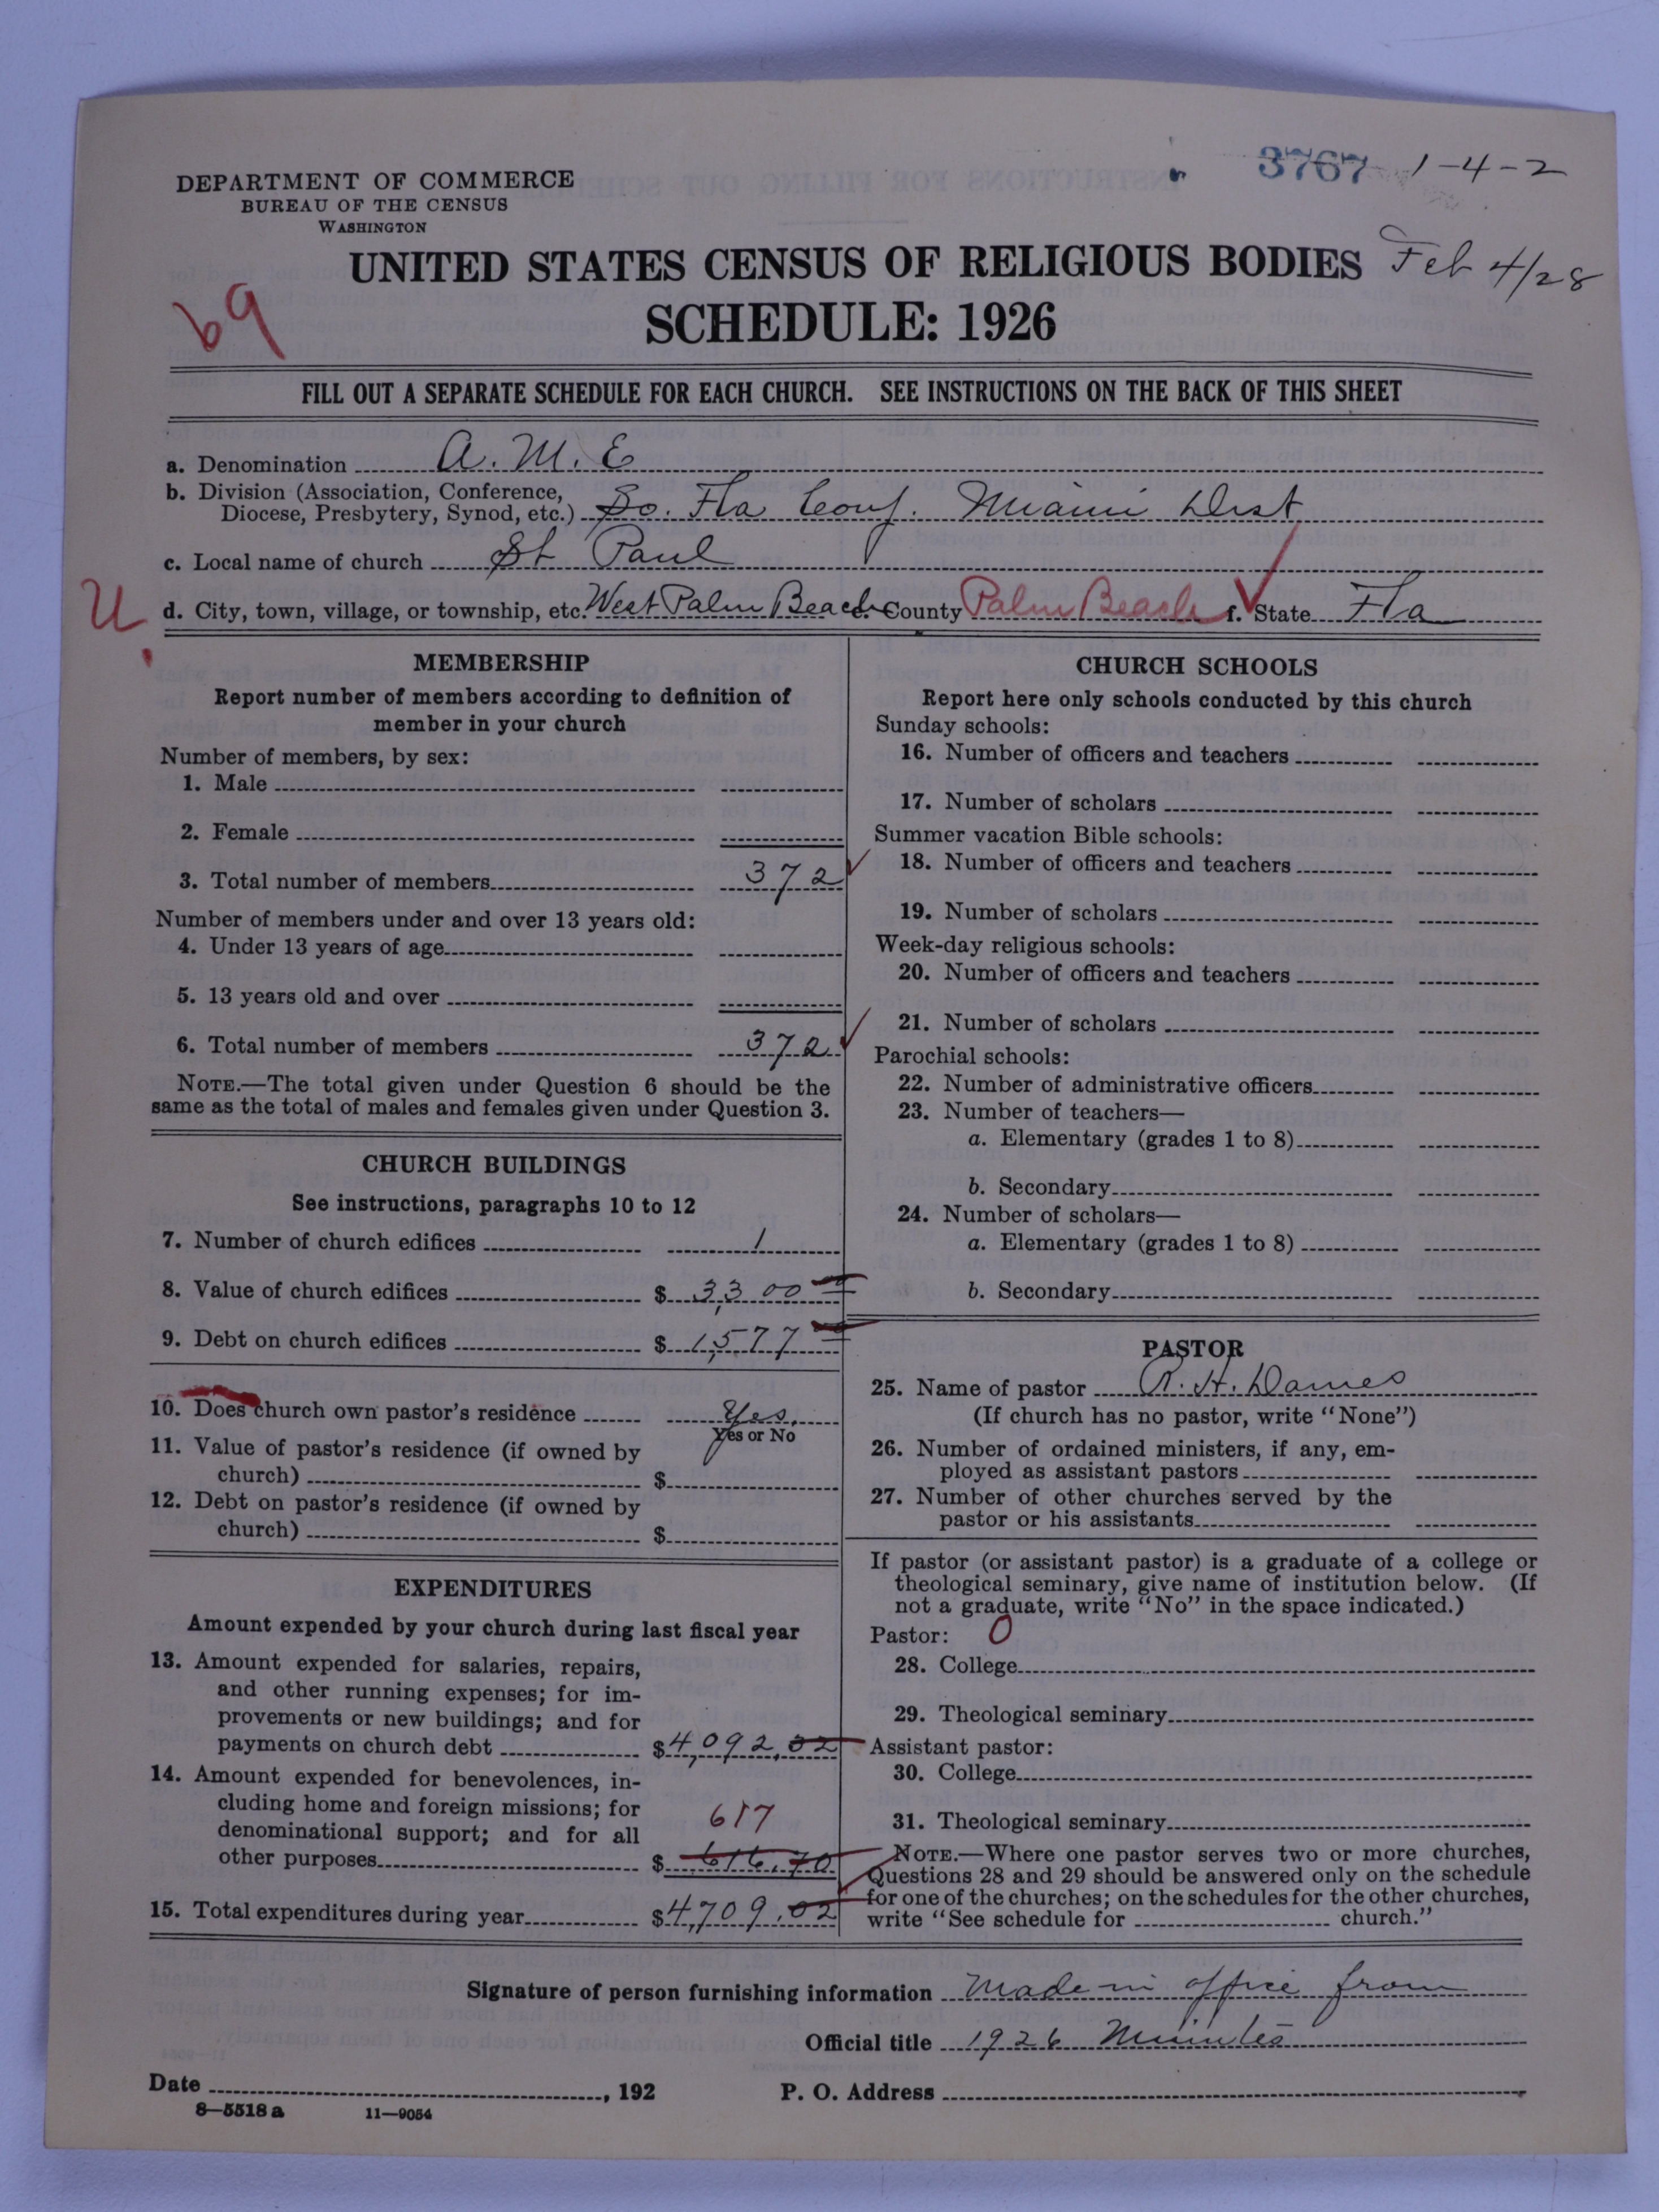 3767 1-4-2
DEPARTMENT OF COMMERCE
BUREAU OF THE CENSUS
WASHINGTON
UNITED STATES CENSUS OF RELIGIOUS BODIES Feb 4/28
69
SCHEDULE: 1926
FILL OUT A SEPARATE SCHEDULE FOR EACH CHURCH. SEE INSTRUCTIONS ON THE BACK OF THIS SHEET
a. Denomination A. M. E
b. Division (Association, Conference,
Diocese, Presbytery, Synod, etc.) So. Fla Conf. Miami Dist
c. Local name of church St Paul
U. d. City, town, village, or township, etc. West Palm Beach e. County Palm Beach f. State Fla
MEMBERSHIP
Report number of members according to definition of
member in your church
Number of members, by sex:
1. Male
2. Female
3. Total number of members 372
Number of members under and over 13 years old:
4. Under 13 years of age
5. 13 years old and over
6. Total number of members 372
NOTE.—The total given under Question 6 should be the
same as the total of males and females given under Question 3.
CHURCH BUILDINGS
See instructions, paragraphs 10 to 12
7. Number of church edifices 1
8. Value of church edifices $ 3,300
9. Debt on church edifices $ 1,577
10. Does church own pastor's residence Yes.
Yes or No
11. Value of pastor's residence (if owned by
church) $
12. Debt on pastor's residence (if owned by
church) $
EXPENDITURES
Amount expended by your church during last fiscal year
13. Amount expended for salaries, repairs,
and other running expenses; for im-
provements or new buildings; and for
payments on church debt $4,092.32
14. Amount expended for benevolences, in-
cluding home and foreign missions; for
617
denominational support; and for all
other purposes $ 616.70
15. Total expenditures during year $4,709.02
CHURCH SCHOOLS
Report here only schools conducted by this church
Sunday schools:
16. Number of officers and teachers
17. Number of scholars
Summer vacation Bible schools:
18. Number of officers and teachers
19. Number of scholars
Week-day religious schools:
20. Number of officers and teachers
21. Number of scholars
Parochial schools:
22. Number of administrative officers
23. Number of teachers—
a. Elementary (grades 1 to 8)
b. Secondary
24. Number of scholars—
a. Elementary (grades 1 to 8)
b. Secondary
PASTOR
25. Name of pastor R. H. Dames
(If church has no pastor, write "None")
26. Number of ordained ministers, if any, em-
ployed as assistant pastors
27. Number of other churches served by the
pastor or his assistants
If pastor (or assistant pastor) is a graduate of a college or
theological seminary, give name of institution below. (If
not a graduate, write "No" in the space indicated.)
Pastor: 0
28. College
29. Theological seminary
Assistant pastor:
30. College
31. Theological seminary
NOTE.—Where one pastor serves two or more churches,
Questions 28 and 29 should be answered only on the schedule
for one of the churches; on the schedules for the other churches,
write "See schedule for church."
Signature of person furnishing information Made in office from
Official title 1926 Minutes
Date , 192 P. O. Address
8—5518 a 11—9054